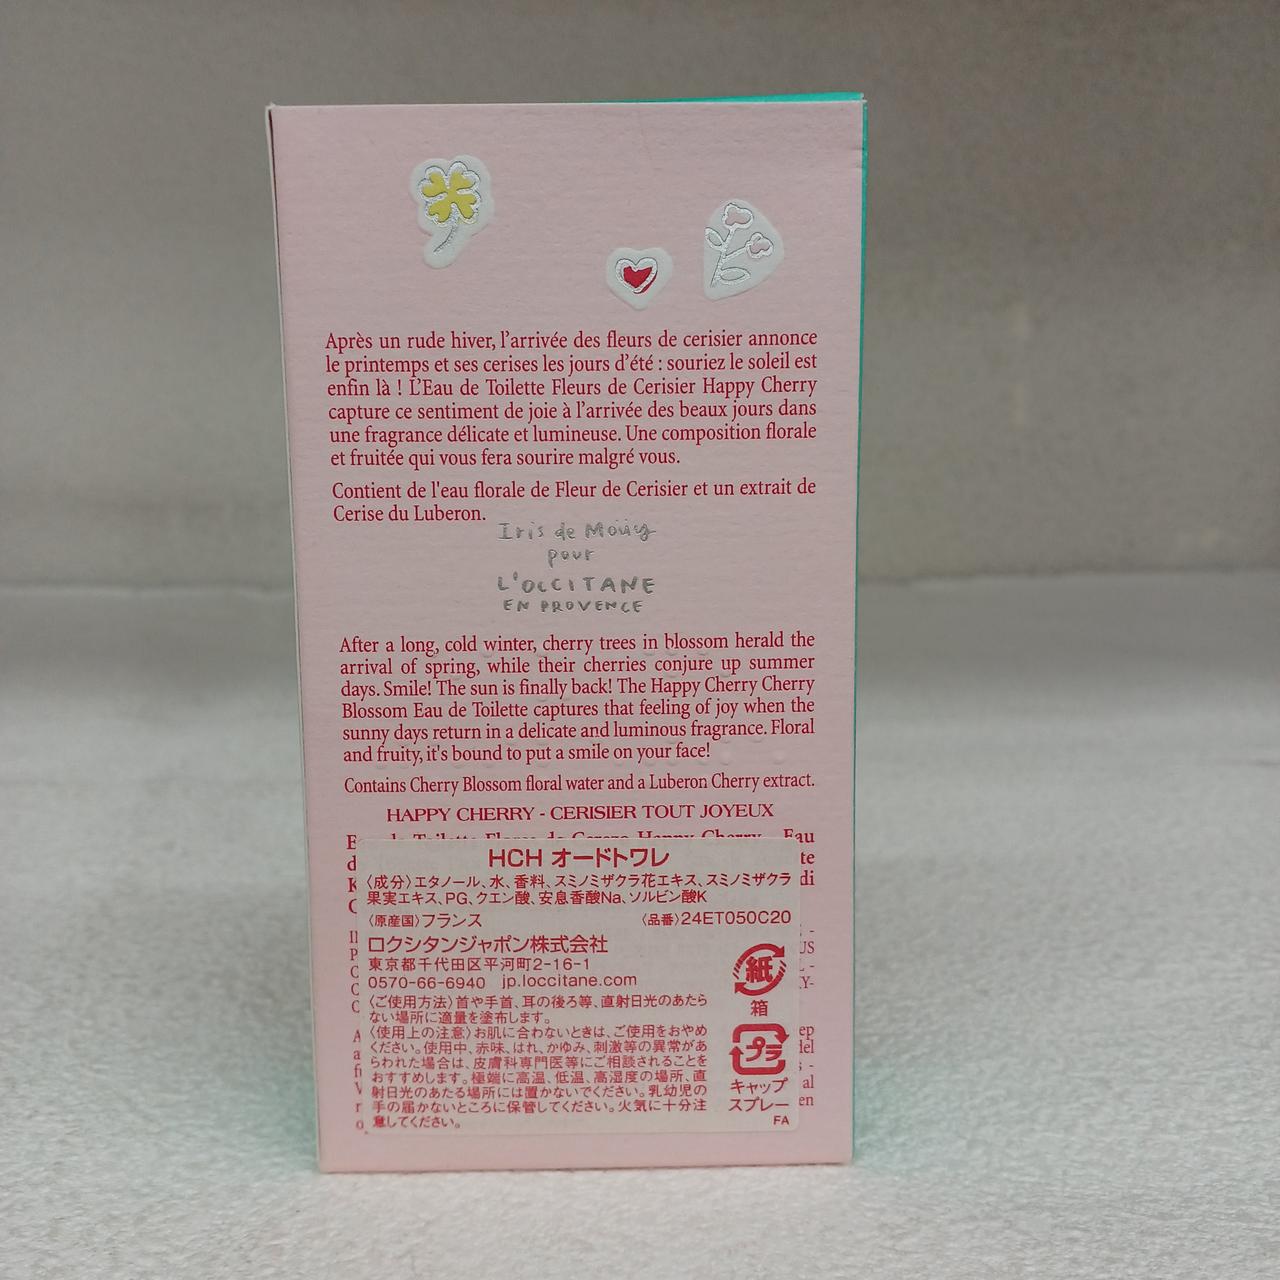 Après un rude hiver, l'arrivée des fleurs de cerisier annonce
le printemps et ses cerises les jours d'été : souriez le soleil est
enfin là ! L'Eau de Toilette Fleurs de Cerisier Happy Cherry
capture ce sentiment de joie à l'arrivée des beaux jours dans
une fragrance délicate et lumineuse. Une composition florale
et fruitée qui vous fera sourire malgré vous.
Contient de l'eau florale de Fleur de Cerisier et un extrait de
Cerise du Luberon.
Iris de Moüy
pour
L'OCCITANE
EN PROVENCE
After a long, cold winter, cherry trees in blossom herald the
arrival of spring, while their cherries conjure up summer
days. Smile! The sun is finally back! The Happy Cherry Cherry
Blossom Eau de Toilette captures that feeling of joy when the
sunny days return in a delicate and luminous fragrance. Floral
and fruity, it's bound to put a smile on your face!
Contains Cherry Blossom floral water and a Luberon Cherry extract.
HAPPY CHERRY - CERISIER TOUT JOYEUX
HCH オードトワレ
〈成分〉エタノール、水、香料、スミノミザクラ花エキス、スミノミザクラ
果実エキス、PG、クエン酸、安息香酸Na、ソルビン酸K
〈原産国〉フランス 〈品番〉24ET050C20
ロクシタンジャポン株式会社
東京都千代田区平河町2-16-1
0570-66-6940 jp.loccitane.com
〈ご使用方法〉首や手首、耳の後ろ等、直射日光のあたら
ない場所に適量を塗布します。
〈使用上の注意〉お肌に合わないときは、ご使用をおやめ
ください。使用中、赤味、はれ、かゆみ、刺激等の異常があ
らわれた場合は、皮膚科専門医等にご相談されることを
おすすめします。極端に高温、低温、高湿度の場所、直
射日光のあたる場所には置かないでください。乳幼児の
手の届かないところに保管してください。火気に十分注
意してください。
紙
箱
プラ
キャップ
スプレー
FA